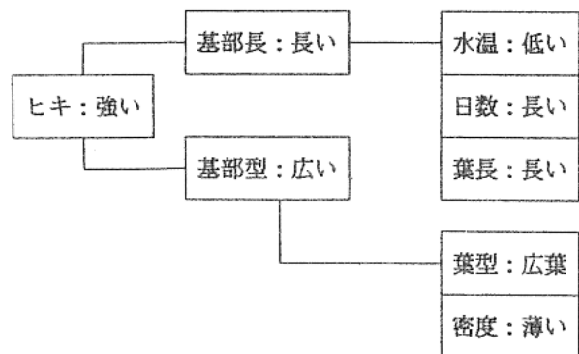 基部長：長い
水温：低い
ヒキ：強い
日数：長い
基部型：広い
葉長：長い
葉型：広葉
密度：薄い